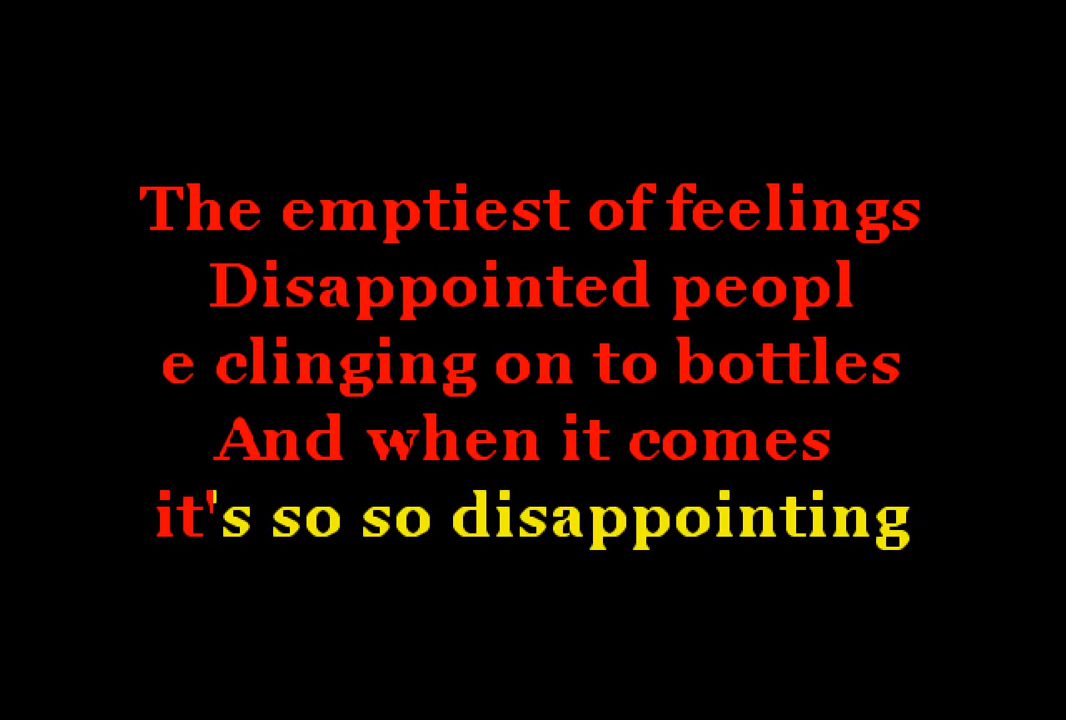 The emptiest of feelings
Disappointed peopl
e clinging on to bottles
And when it comes
it's so so disappointing